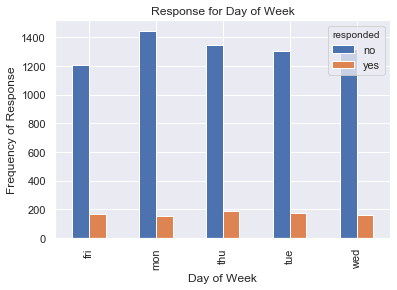 Response for Day of Week
responded
no
yes
Frequency of Response
1400
1200
1000
800
600
400
200
0
fri
mon
thu
tue
wed
Day of Week